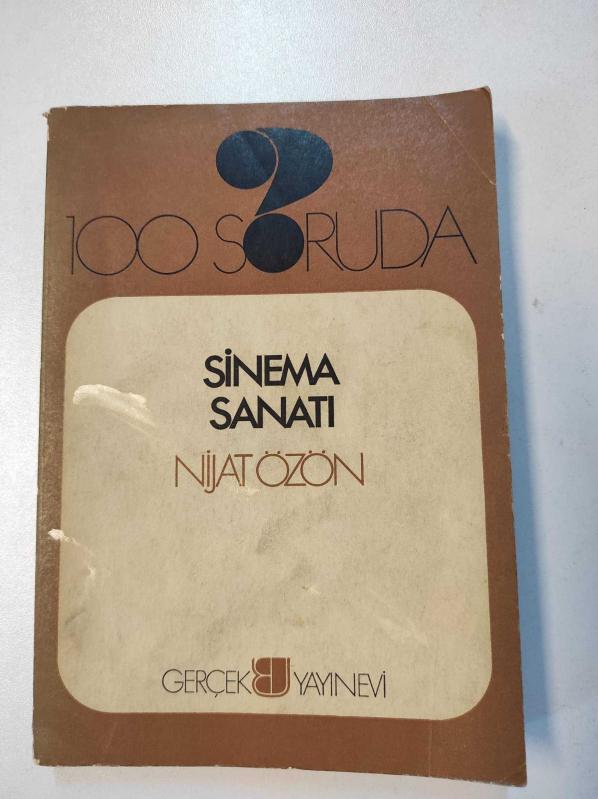 100 SORUDA
SİNEMA
SANATI
NİJAT ÖZÖN
GERÇEK YAYINEVİ